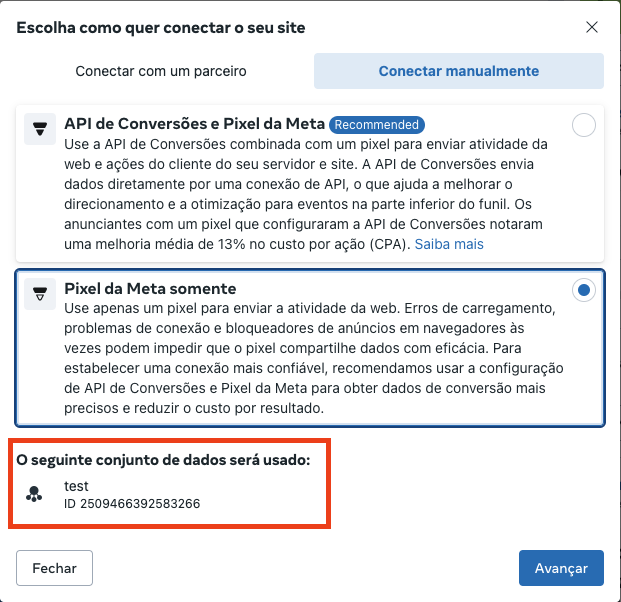 Escolha como quer conectar o seu site
Conectar com um parceiro
Conectar manualmente
API de Conversões e Pixel da Meta Recommended
Use a API de Conversões combinada com um pixel para enviar atividade da
web e ações do cliente do seu servidor e site. A API de Conversões envia
dados diretamente por uma conexão de API, o que ajuda a melhorar o
direcionamento e a otimização para eventos na parte inferior do funil. Os
anunciantes com um pixel que configuraram a API de Conversões notaram
uma melhoria média de 13% no custo por ação (CPA). Saiba mais
Pixel da Meta somente
Use apenas um pixel para enviar a atividade da web. Erros de carregamento,
problemas de conexão e bloqueadores de anúncios em navegadores às
vezes podem impedir que o pixel compartilhe dados com eficácia. Para
estabelecer uma conexão mais confiável, recomendamos usar a configuração
de API de Conversões e Pixel da Meta para obter dados de conversão mais
precisos e reduzir o custo por resultado.
O seguinte conjunto de dados será usado:
test
ID 2509466392583266
Fechar
Avançar